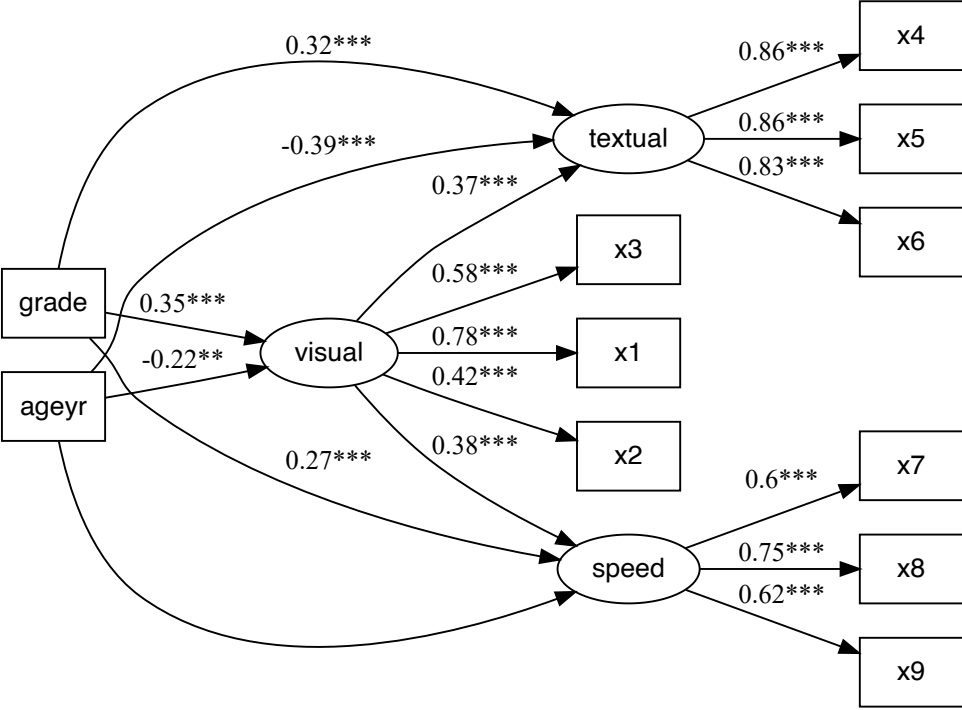 x4
0.32***
0.86***
textual
0.86***
x5
-0.39***
0.83***
0.37***
x6
x3
0.58***
grade
0.35***
0.78***
x1
visual
-0.22**
0.42***
ageyr
0.38***
x2
0.27***
x7
0.6***
0.75***
speed
x8
0.62***
x9